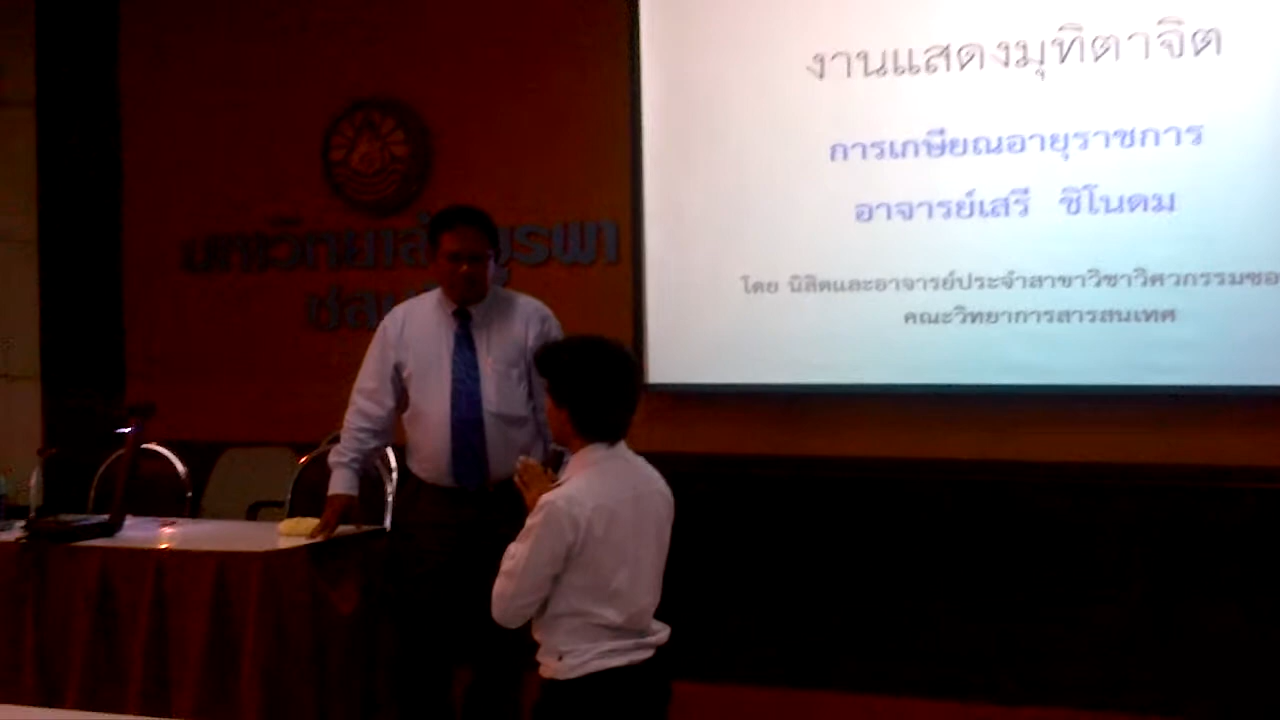 งานแสดงมุทิตาจิต
การเกษียณอายุราชการ
อาจารย์เสรี ชิโนดม
โดย นิสิตและอาจารย์ประจำสาขาวิชาวิศวกรรมซอ
คณะวิทยาการสารสนเทศ